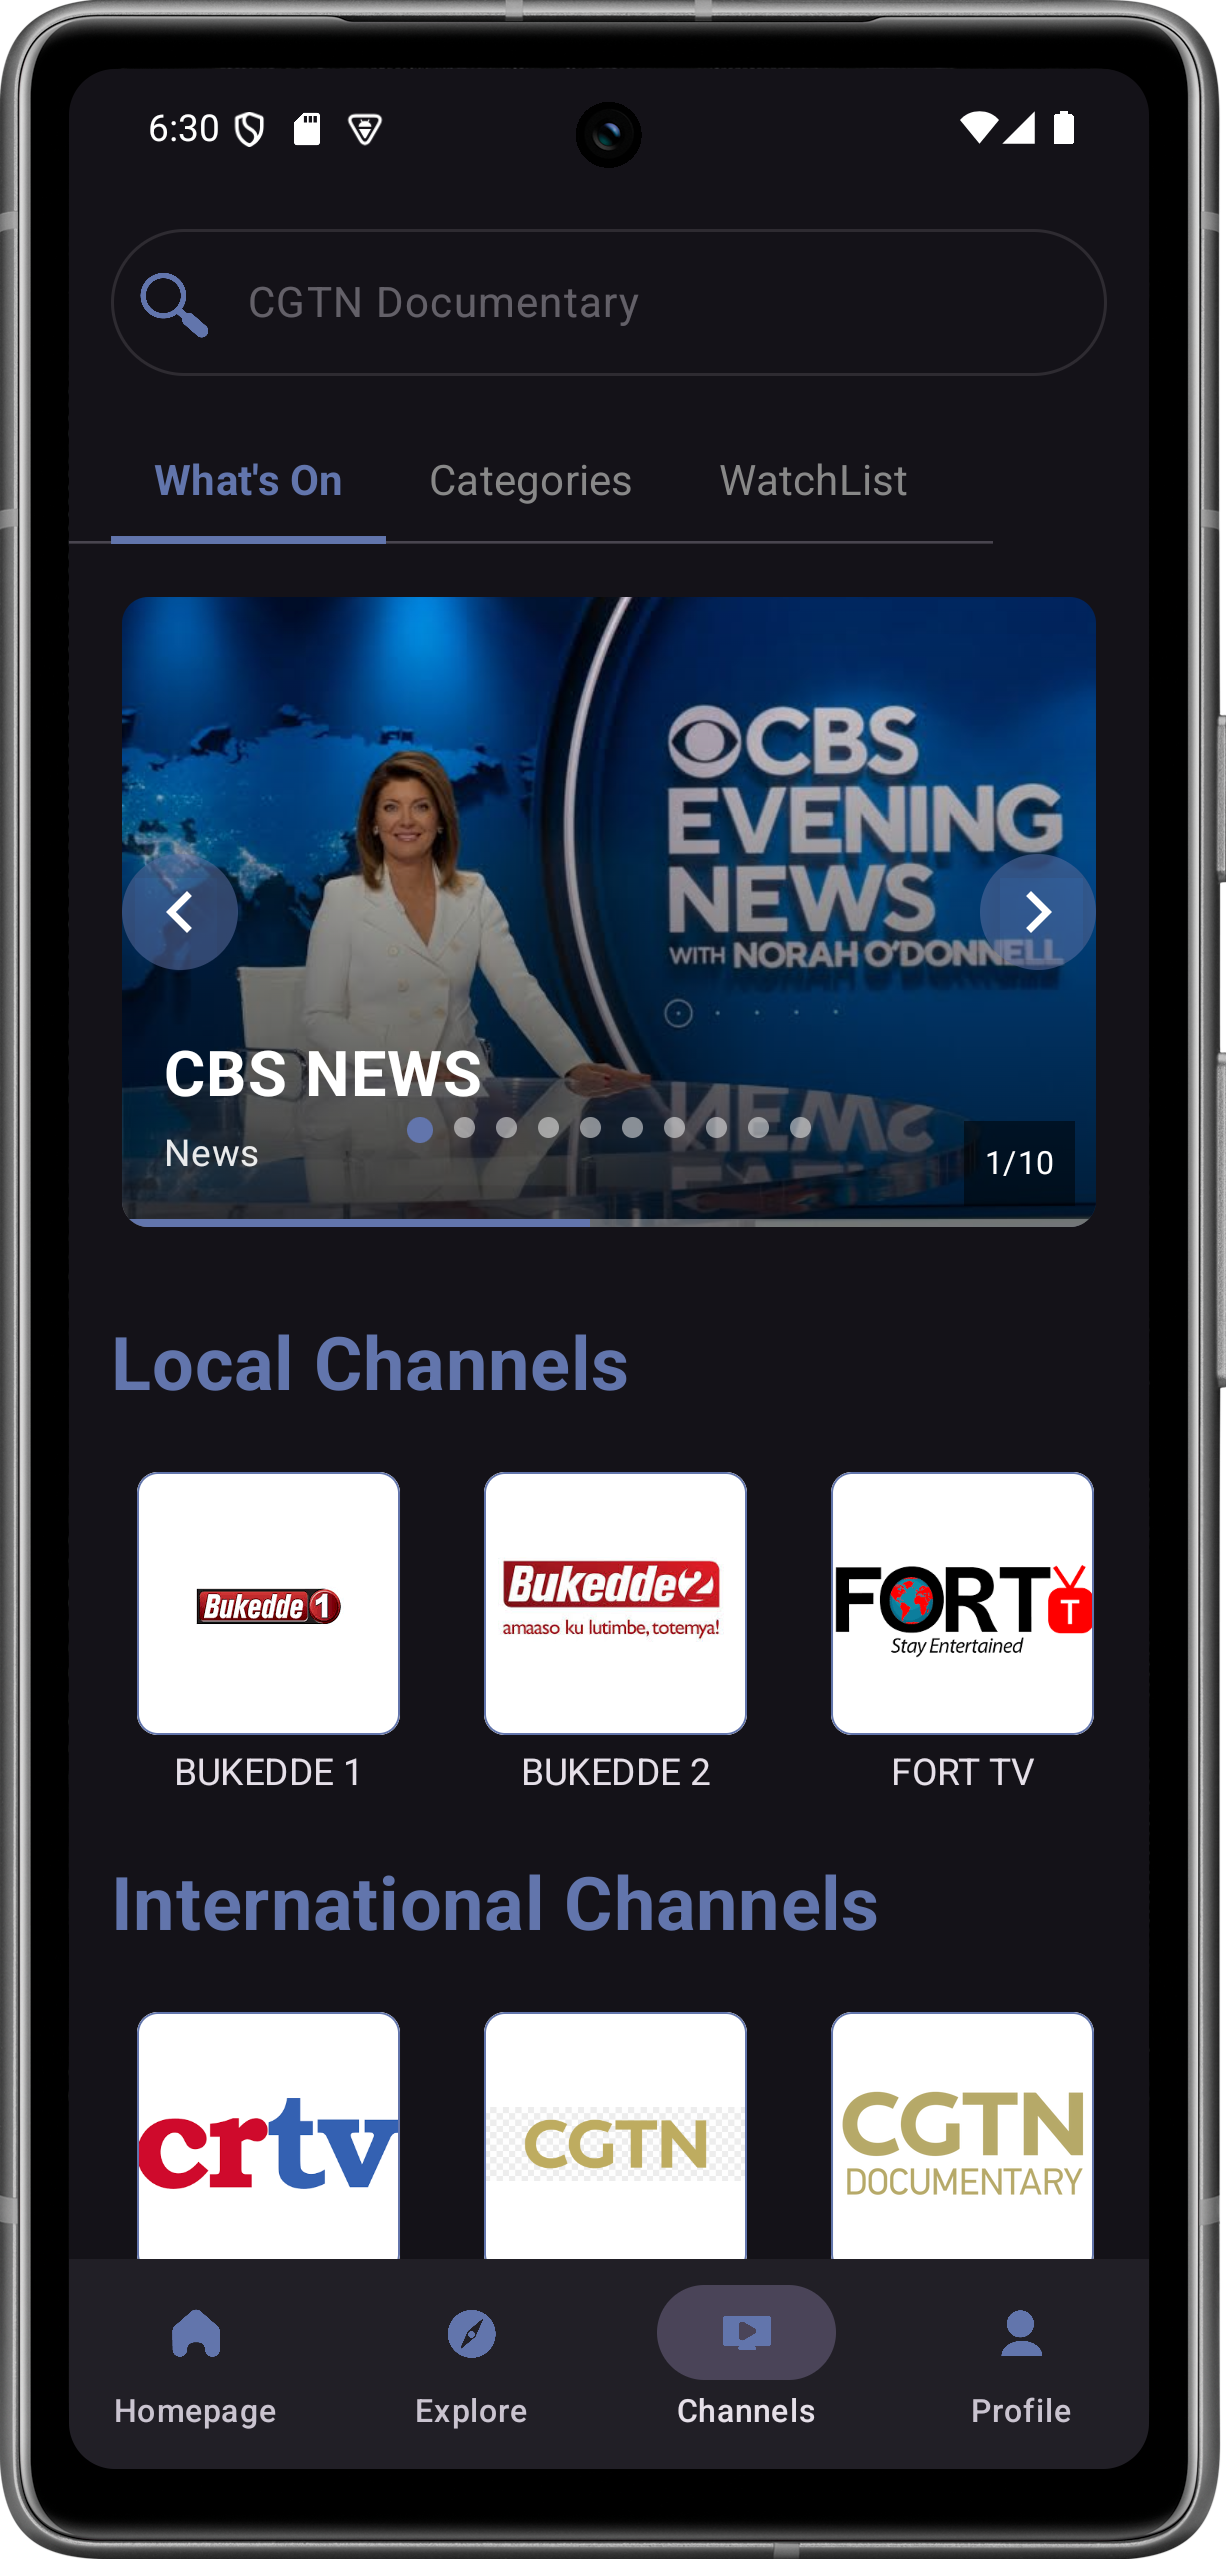 6:30
CGTN Documentary
What's On
Categories
WatchList
CBS
EVENING
NEWS
WITH NORAH O'DONNELL
CBS NEWS
News
1/10
Local Channels
Bukedde 1
Bukedde 2
amaaso ku lutimbe, totemya!
FORT TV
T
Stay Entertained
BUKEDDE 1
BUKEDDE 2
FORT TV
International Channels
crtv
CGTN
CGTN
DOCUMENTARY
Homepage
Explore
Channels
Profile